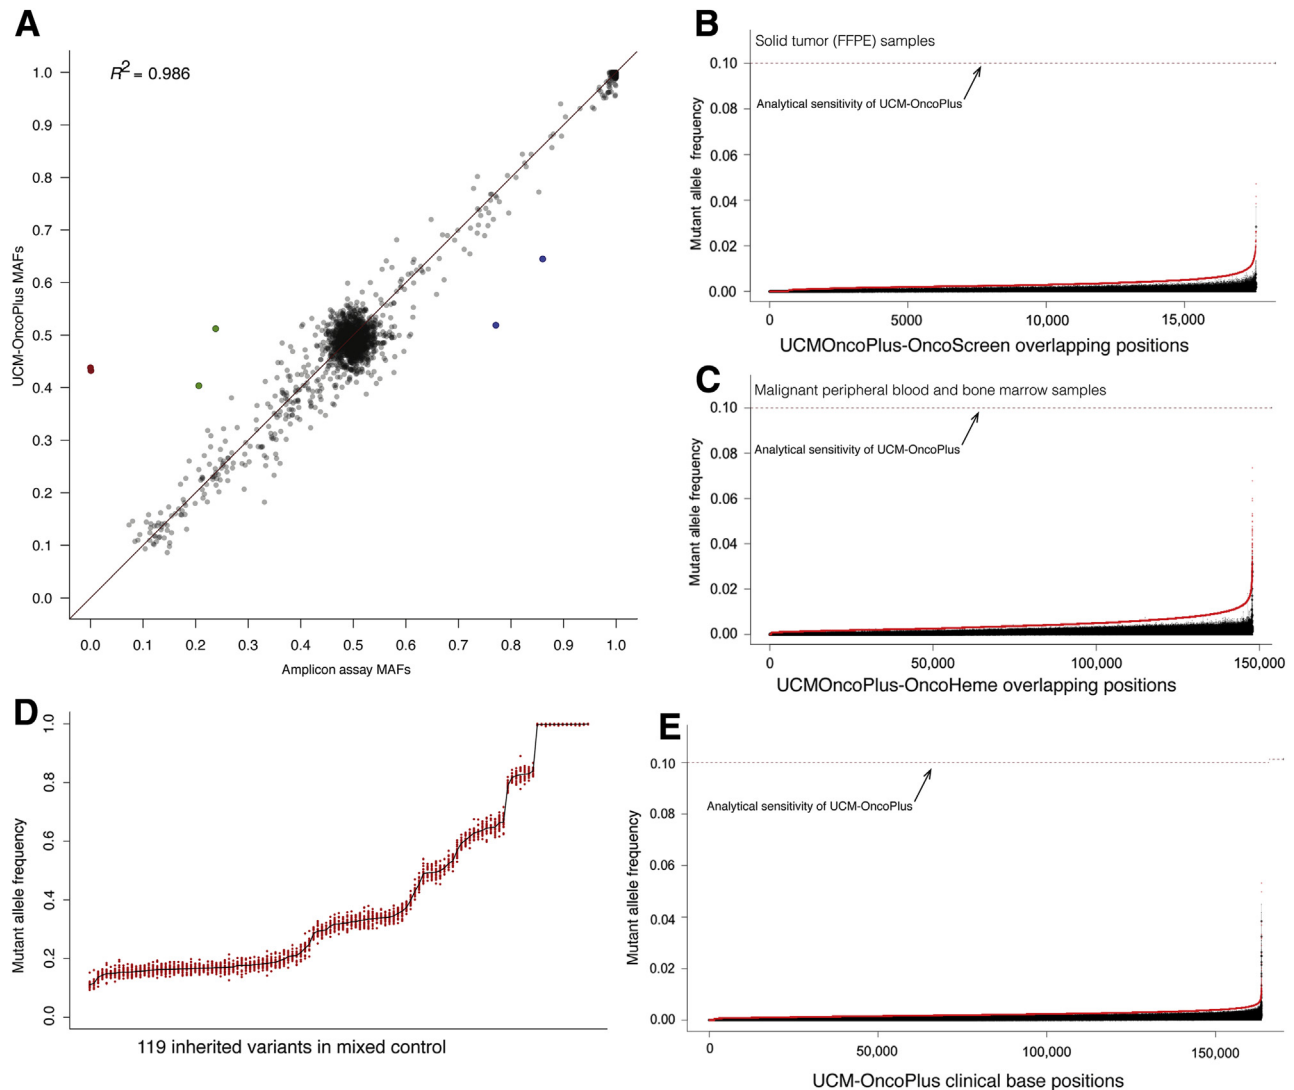 A
R2 = 0.986
1.0
0.9
0.8
0.7
0.6
0.5
0.4
0.3
0.2
0.1
0.0
UCM-OncoPlus MAFs
0.0 0.1 0.2 0.3 0.4 0.5 0.6 0.7 0.8 0.9 1.0
Amplicon assay MAFs
B
Solid tumor (FFPE) samples
0.10
Analytical sensitivity of UCM-OncoPlus
0.08
0.06
0.04
0.02
0.00
Mutant allele frequency
0 5000 10,000 15,000
UCMOncoPlus-OncoScreen overlapping positions
C
Malignant peripheral blood and bone marrow samples
0.10
Analytical sensitivity of UCM-OncoPlus
0.08
0.06
0.04
0.02
0.00
Mutant allele frequency
0 50,000 100,000 150,000
UCMOncoPlus-OncoHeme overlapping positions
D
1.0
0.8
0.6
0.4
0.2
0.0
Mutant allele frequency
119 inherited variants in mixed control
E
0.10
Analytical sensitivity of UCM-OncoPlus
0.08
0.06
0.04
0.02
0.00
Mutant allele frequency
0 50,000 100,000 150,000
UCM-OncoPlus clinical base positions